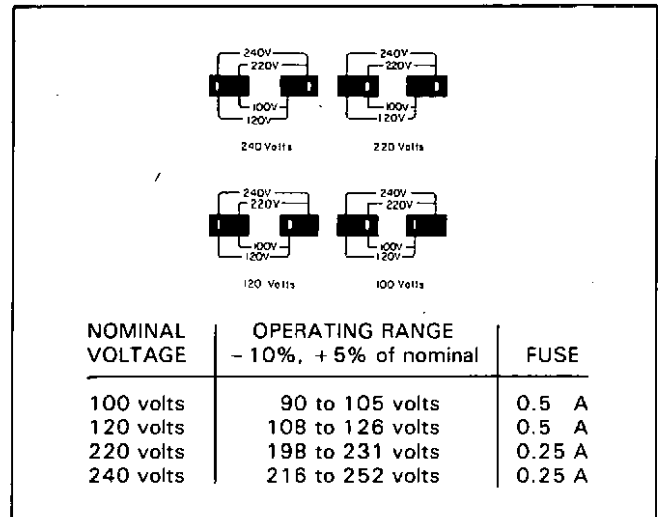 240V 240V
220V 220V
100V 100V
120V 120V
240 Volts 220 Volts
240V 240V
220V 220V
100V 100V
120V 120V
120 Volts 100 Volts
NOMINAL OPERATING RANGE
VOLTAGE - 10%, + 5% of nominal FUSE
100 volts 90 to 105 volts 0.5 A
120 volts 108 to 126 volts 0.5 A
220 volts 198 to 231 volts 0.25 A
240 volts 216 to 252 volts 0.25 A